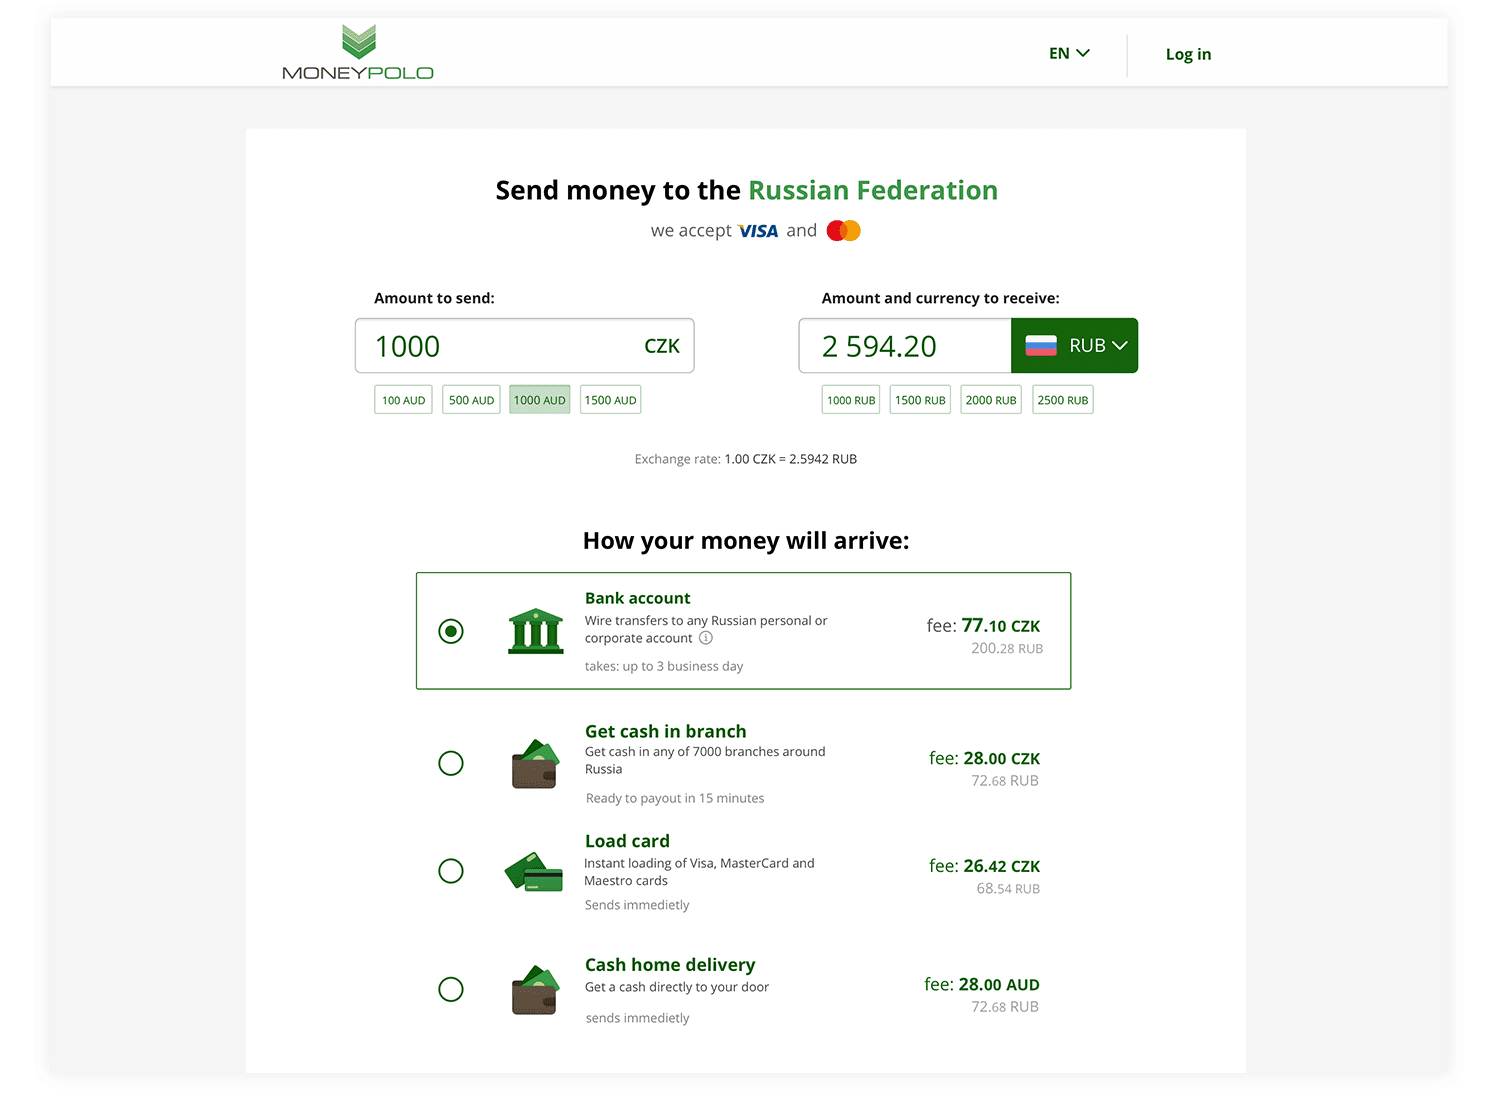 MONEYPOLO
EN
Log in
Send money to the Russian Federation
we accept VISA and
Amount to send:
Amount and currency to receive:
1000 CZK
2 594.20 RUB
100 AUD 500 AUD 1000 AUD 1500 AUD
1000 RUB 1500 RUB 2000 RUB 2500 RUB
Exchange rate: 1.00 CZK = 2.5942 RUB
How your money will arrive:
Bank account
Wire transfers to any Russian personal or
corporate account
takes: up to 3 business day
fee: 77.10 CZK
200.28 RUB
Get cash in branch
Get cash in any of 7000 branches around
Russia
Ready to payout in 15 minutes
fee: 28.00 CZK
72.68 RUB
Load card
Instant loading of Visa, MasterCard and
Maestro cards
Sends immedietly
fee: 26.42 CZK
68.54 RUB
Cash home delivery
Get a cash directly to your door
sends immedietly
fee: 28.00 AUD
72.68 RUB